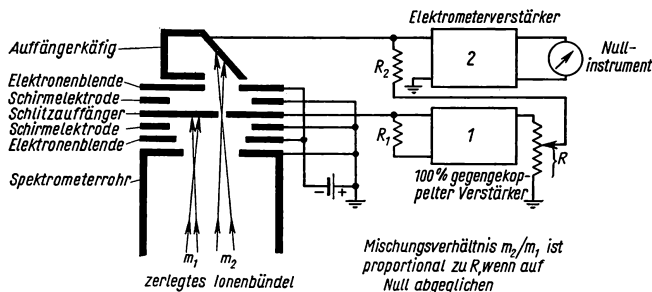 Auffängerkäfig
Elektronenblende
Schirmelektrode
Schlitzauffänger
Schirmelektrode
Elektronenblende
Spektrometerrohr
m1 m2
zerlegtes Ionenbündel
Elektrometerverstärker
2
Null-
instrument
R2
R1
1
R
100% gegengekop-
pelter Verstärker
− +
Mischungsverhältnis m2/m1 ist
proportional zu R, wenn auf
Null abgeglichen